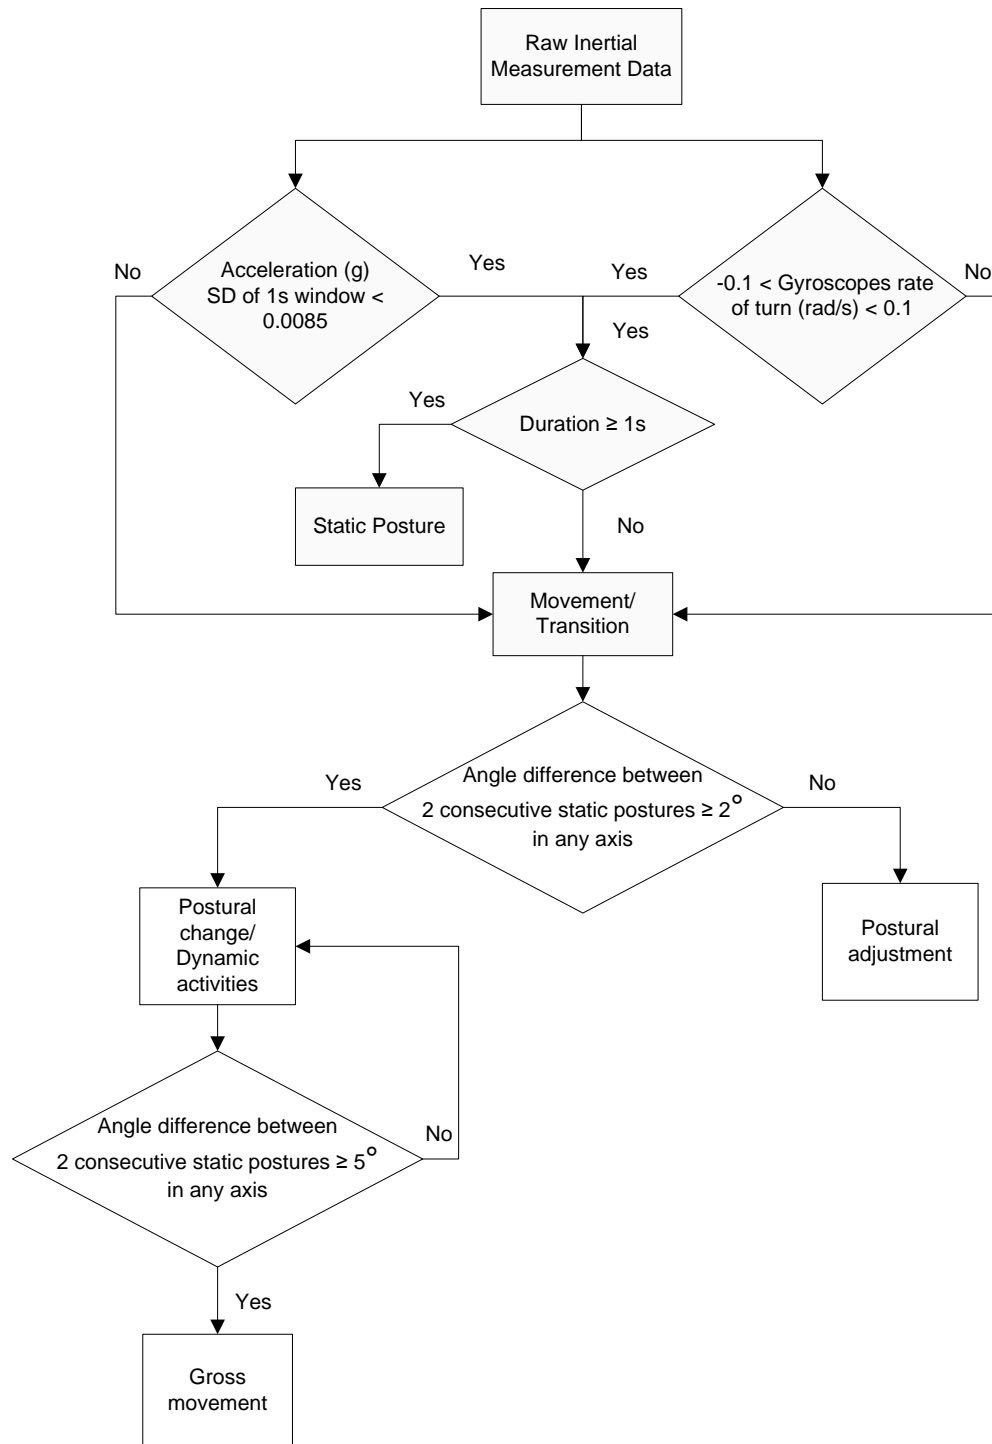 Raw Inertial
Measurement Data
No
Acceleration (g)
SD of 1s window <
0.0085
Yes
Yes
-0.1 < Gyroscopes rate
of turn (rad/s) < 0.1
No
Yes
Yes
Duration ≥ 1s
Static Posture
No
Movement/
Transition
Yes
Angle difference between
2 consecutive static postures ≥ 2°
in any axis
No
Postural
change/
Dynamic
activities
Postural
adjustment
Angle difference between
2 consecutive static postures ≥ 5°
in any axis
No
Yes
Gross
movement